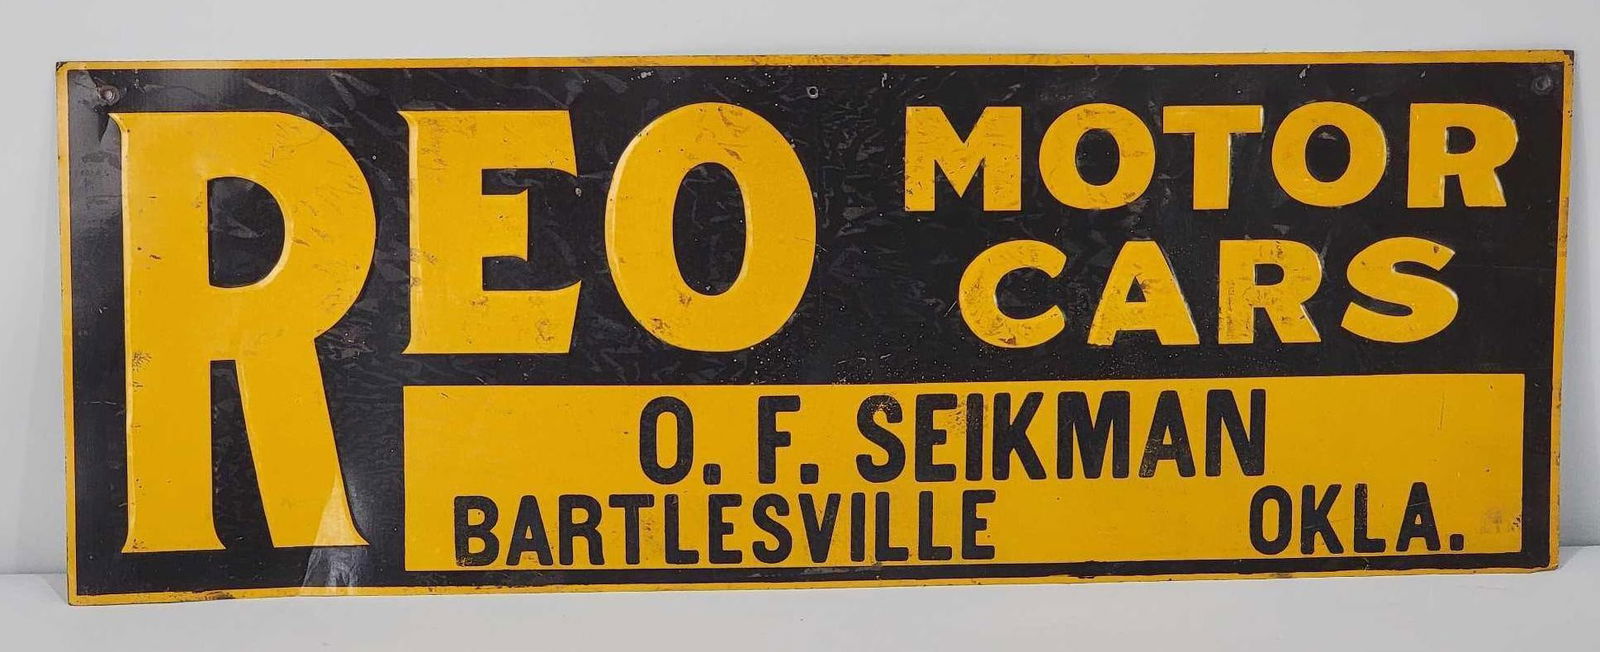 REO MOTOR CARS
O. F. SEIKMAN
BARTLESVILLE OKLA.